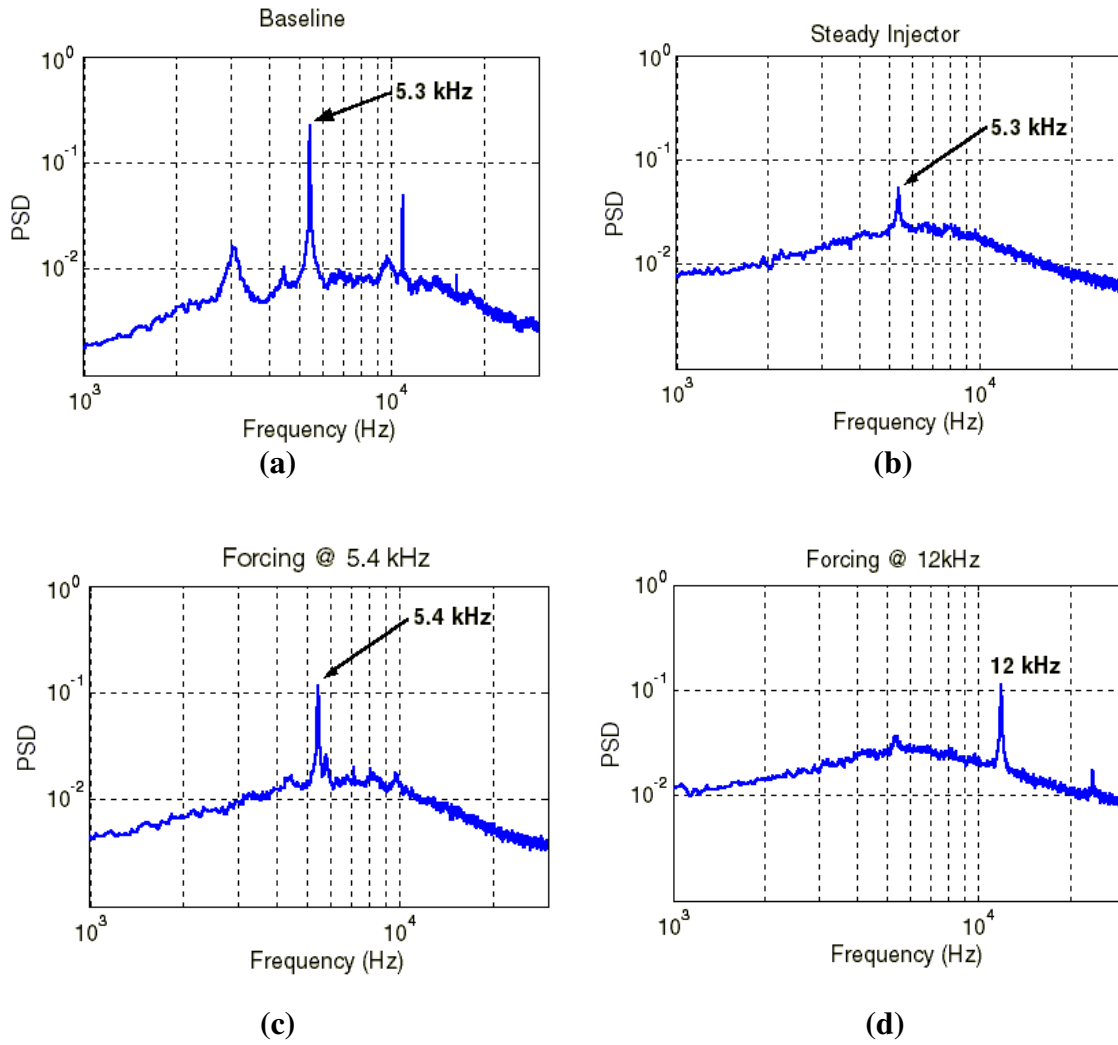 Baseline
10^0
10^-1
10^-2
PSD
5.3 kHz
10^3
10^4
Frequency (Hz)
(a)
Steady Injector
10^0
10^-1
10^-2
PSD
5.3 kHz
10^3
10^4
Frequency (Hz)
(b)
Forcing @ 5.4 kHz
10^0
10^-1
10^-2
PSD
5.4 kHz
10^3
10^4
Frequency (Hz)
(c)
Forcing @ 12kHz
10^0
10^-1
10^-2
PSD
12 kHz
10^3
10^4
Frequency (Hz)
(d)